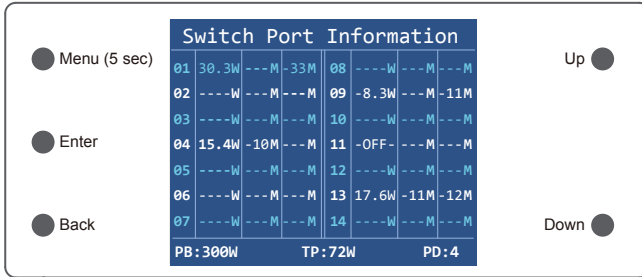 Switch Port Information
Menu (5 sec)
Up
01 30.3W ---M -33M 08 ----W ---M ---M
02 ----W ---M ---M 09 -8.3W ---M -11M
03 ----W ---M ---M 10 ----W ---M ---M
Enter
04 15.4W -10M ---M 11 -OFF- ---M ---M
05 ----W ---M ---M 12 ----W ---M ---M
06 ----W ---M ---M 13 17.6W -11M -12M
Back
Down
07 ----W ---M ---M 14 ----W ---M ---M
PB:300W TP:72W PD:4